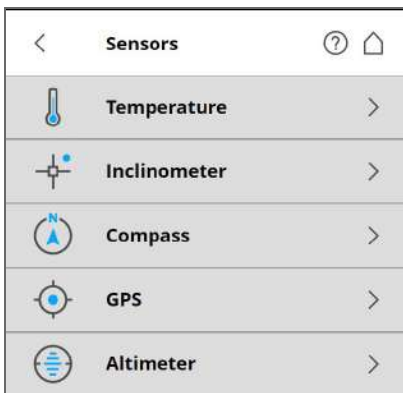 Sensors
Temperature
Inclinometer
N
Compass
GPS
Altimeter